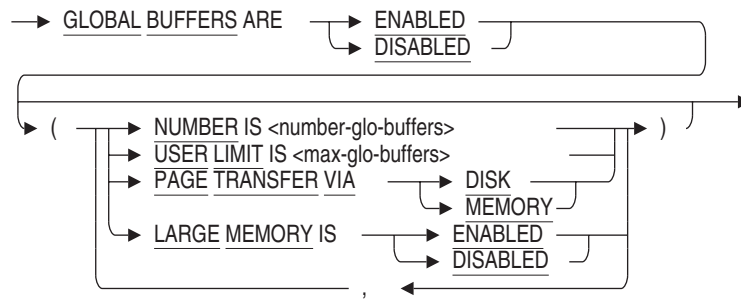 GLOBAL BUFFERS ARE ENABLED
DISABLED
( NUMBER IS <number-glo-buffers> )
USER LIMIT IS <max-glo-buffers>
PAGE TRANSFER VIA DISK
MEMORY
LARGE MEMORY IS ENABLED
DISABLED
,